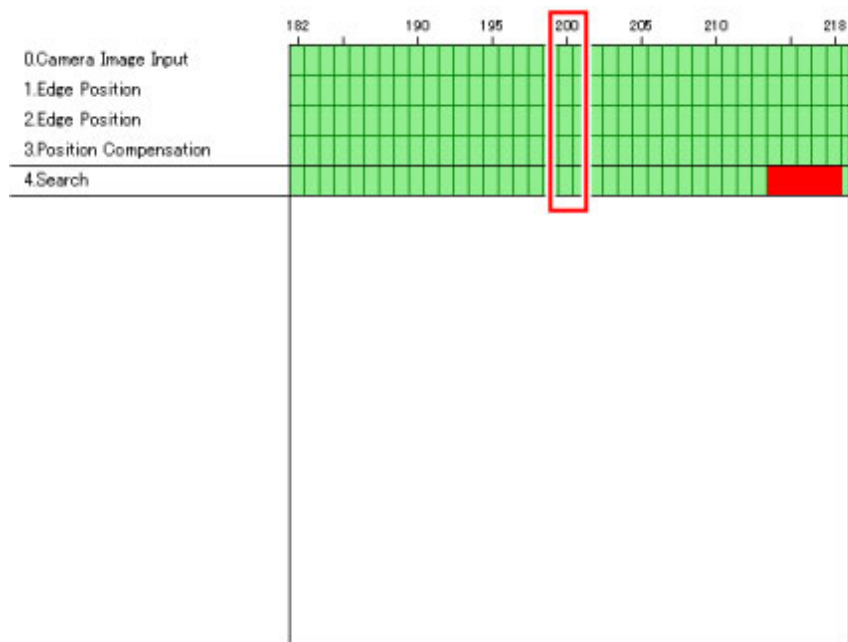 182 190 195 200 205 210 218
0.Camera Image Input
1.Edge Position
2.Edge Position
3.Position Compensation
4.Search